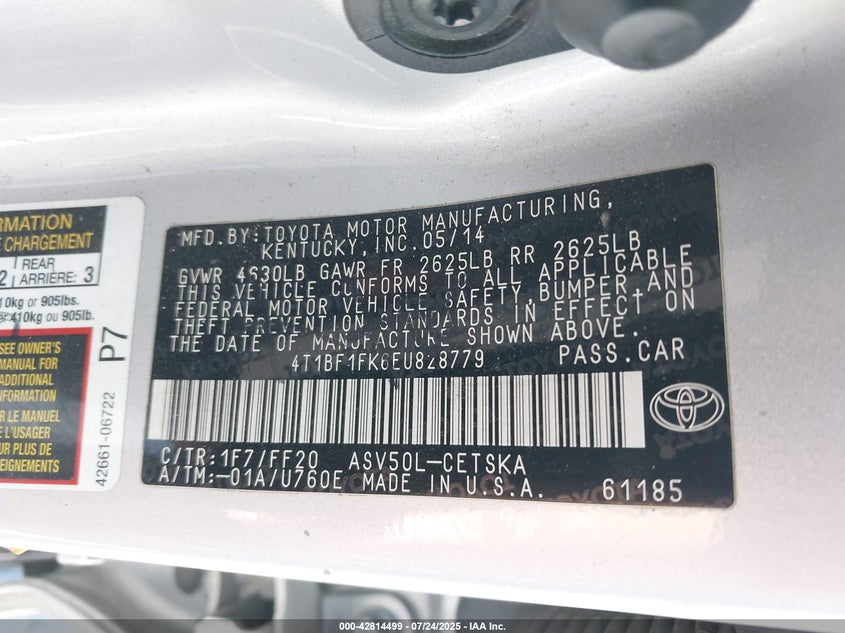 RMATION
E CHARGEMENT
2 REAR ARRIÈRE: 3
10kg or 905lbs.
er 410kg ou 905lb.
SEE OWNER'S
MANUAL FOR
ADDITIONAL
LE MANUEL
E L'USAGER
R PLUS DE
P7
42661-06722
MFD.BY:TOYOTA MOTOR MANUFACTURING,
KENTUCKY,INC.05/14
GVWR 4530LB GAWR FR 2625LB RR 2625LB
THIS VEHICLE CONFORMS TO ALL APPLICABLE
FEDERAL MOTOR VEHICLE SAFETY,BUMPER,AND
THEFT PREVENTION STANDARDS IN EFFECT ON
THE DATE OF MANUFACTURE SHOWN ABOVE.
4T1BF1FK6EU828779 PASS.CAR
C/TR:1F7/FF20 ASV50L-CETSKA
A/TM:-01A/U760E MADE IN U.S.A. 61185
000-42814499 - 07/24/2025 - IAA Inc.